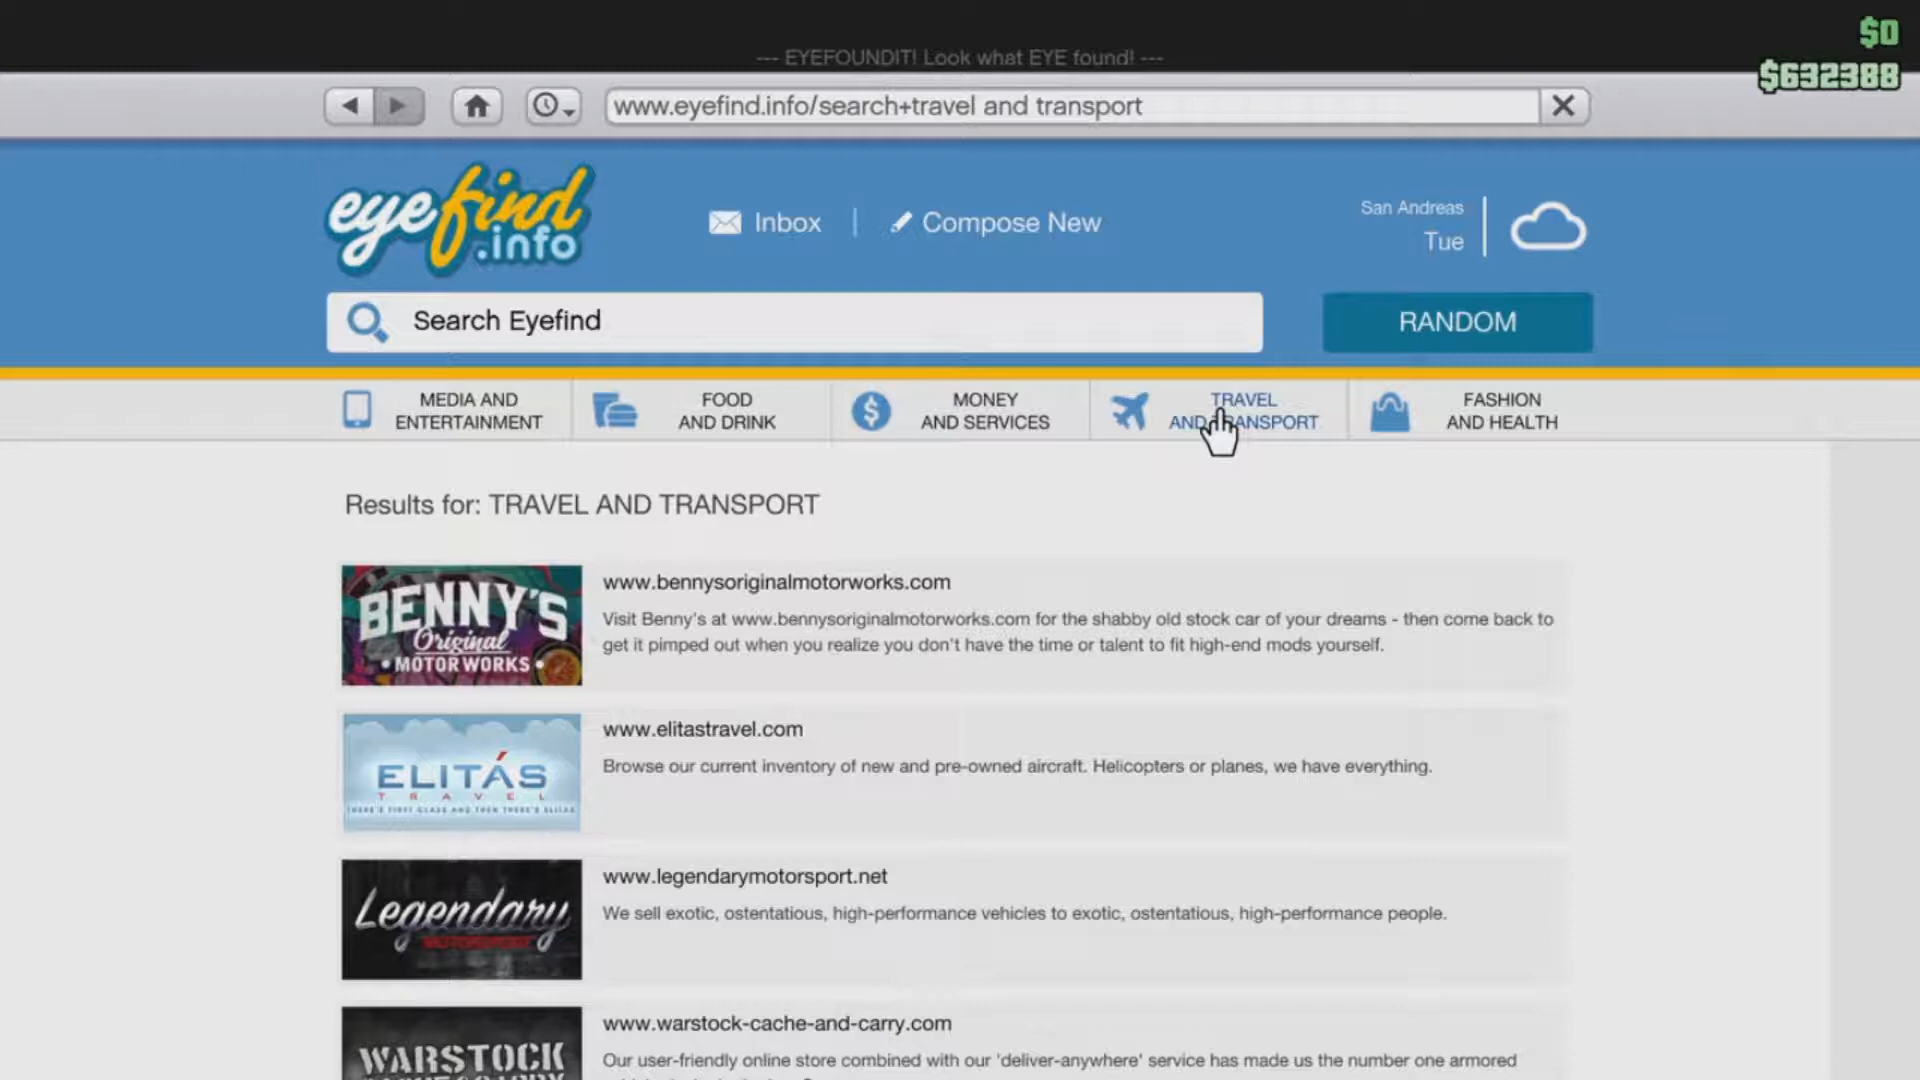 $0
--- EYEFOUNDIT! Look what EYE found! ---
$632388
www.eyefind.info/search+travel and transport
eyefind
.info
Inbox
Compose New
San Andreas
Tue
Search Eyefind
RANDOM
MEDIA AND
ENTERTAINMENT
FOOD
AND DRINK
MONEY
AND SERVICES
TRAVEL
AND TRANSPORT
FASHION
AND HEALTH
Results for: TRAVEL AND TRANSPORT
BENNY'S
Original
MOTOR WORKS
www.bennysoriginalmotorworks.com
Visit Benny's at www.bennysoriginalmotorworks.com for the shabby old stock car of your dreams - then come back to
get it pimped out when you realize you don't have the time or talent to fit high-end mods yourself.
ELITÁS
TRAVEL
THERE'S FIRST CLASS AND THEN THERE'S ELITAS
www.elitastravel.com
Browse our current inventory of new and pre-owned aircraft. Helicopters or planes, we have everything.
Legendary
MOTORSPORT
www.legendarymotorsport.net
We sell exotic, ostentatious, high-performance vehicles to exotic, ostentatious, high-performance people.
WARSTOCK
www.warstock-cache-and-carry.com
Our user-friendly online store combined with our 'deliver-anywhere' service has made us the number one armored